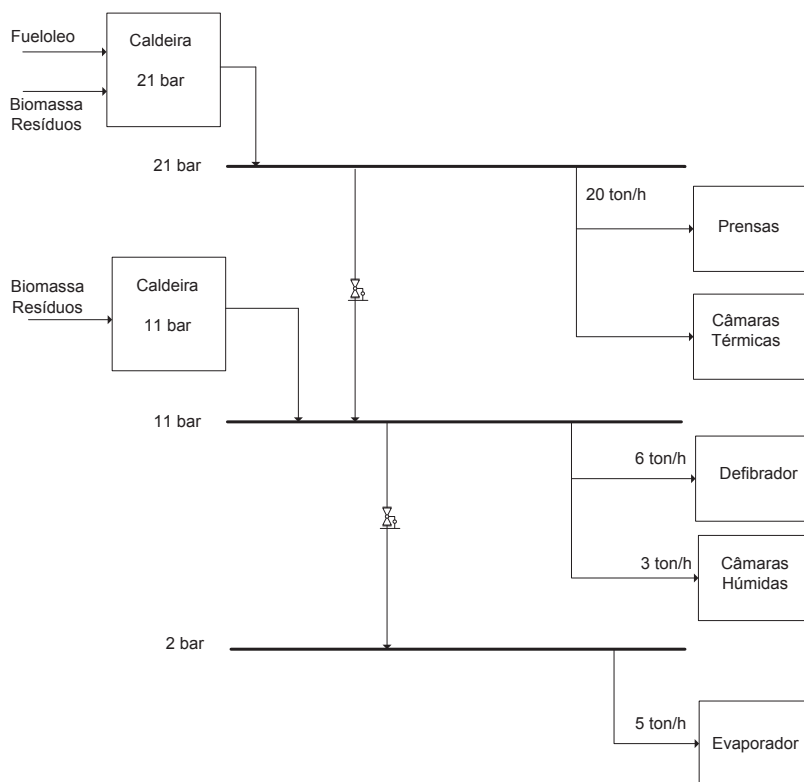 Fueloleo
Caldeira
21 bar
Biomassa
Resíduos
21 bar
20 ton/h
Prensas
Biomassa
Resíduos
Caldeira
11 bar
Câmaras
Térmicas
11 bar
6 ton/h
Defibrador
3 ton/h
Câmaras
Húmidas
2 bar
5 ton/h
Evaporador